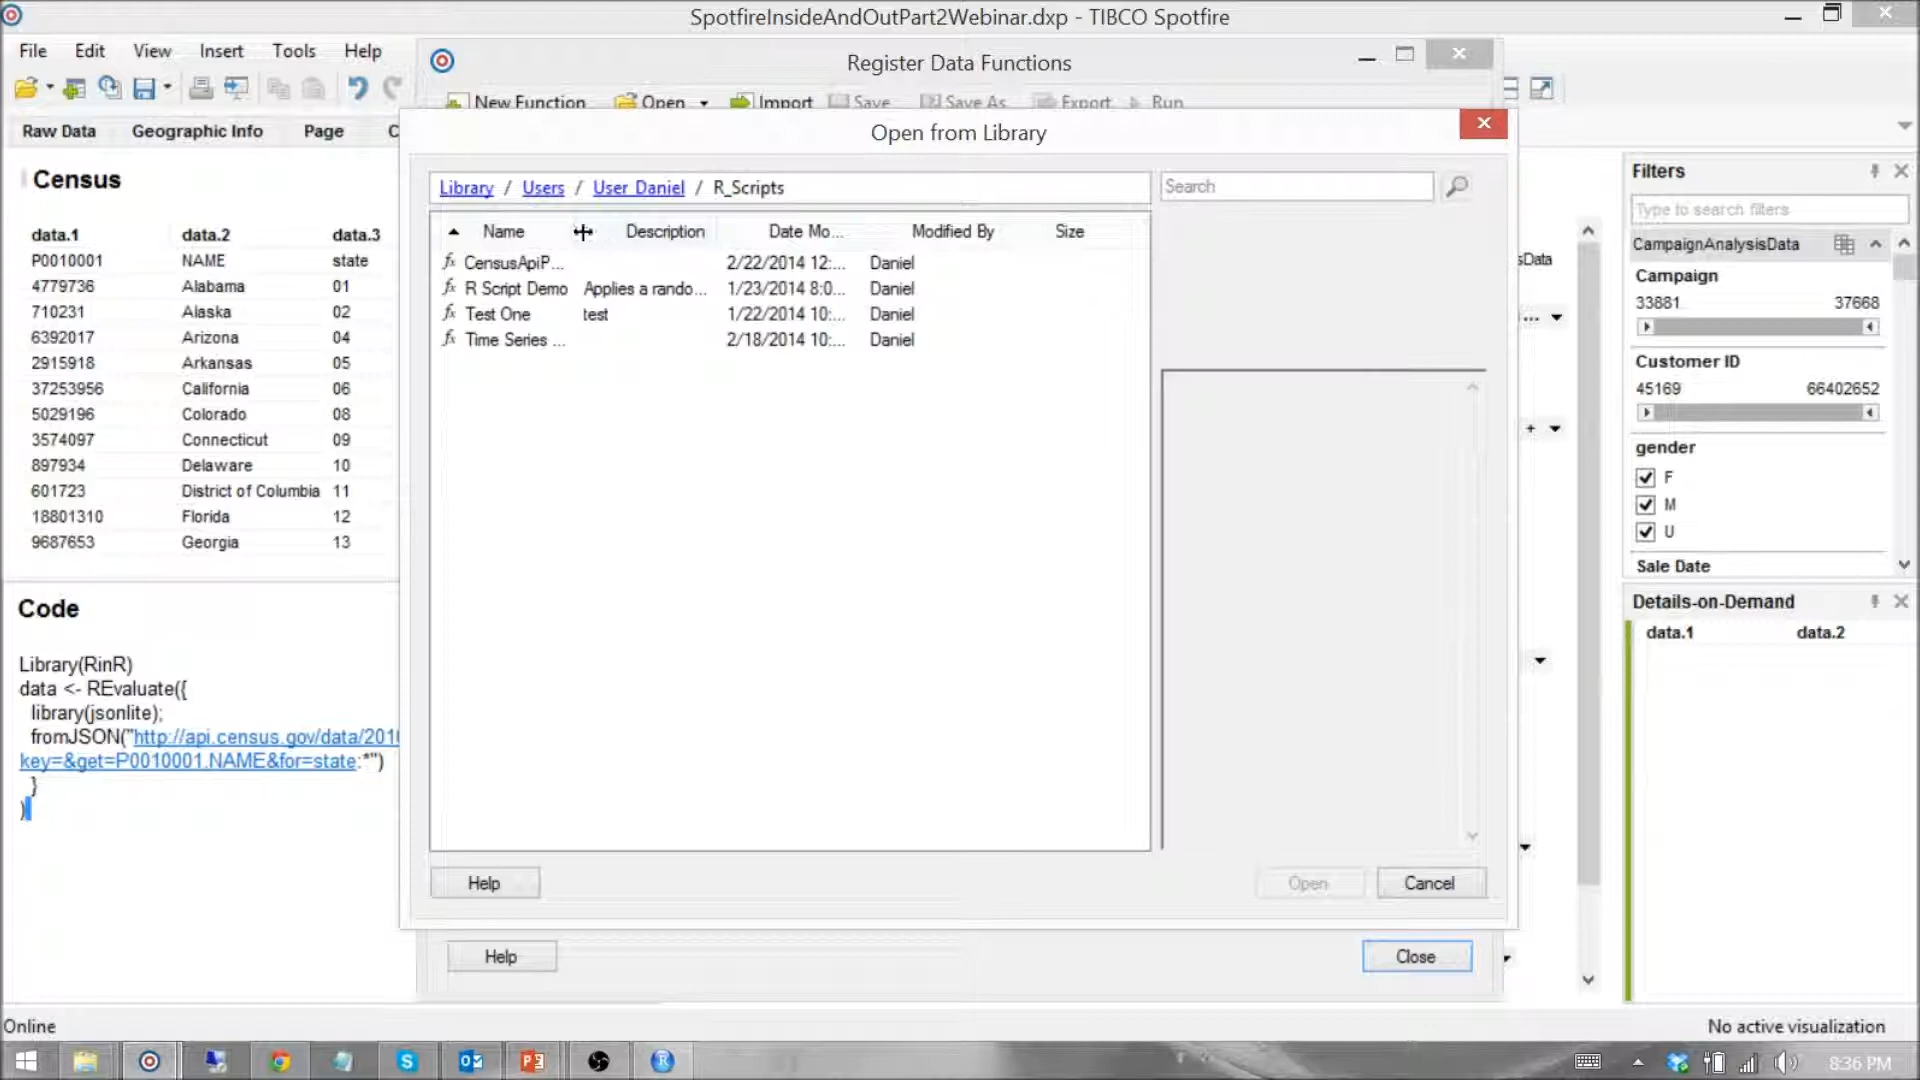 SpotfireInsideAndOutPart2Webinar.dxp - TIBCO Spotfire
File Edit View Insert Tools Help
Register Data Functions
New Function Open Import Save Save As Export Run
Raw Data Geographic Info Page C
Open from Library
Library / Users / User Daniel / R_Scripts
Search
Name Description Date Mo... Modified By Size
CensusApiP... 2/22/2014 12:... Daniel
R Script Demo Applies a rando... 1/23/2014 8:0... Daniel
Test One test 1/22/2014 10:... Daniel
Time Series ... 2/18/2014 10:... Daniel
Help Open Cancel
Help Close
Census
data.1 data.2 data.3
P0010001 NAME state
4779736 Alabama 01
710231 Alaska 02
6392017 Arizona 04
2915918 Arkansas 05
37253956 California 06
5029196 Colorado 08
3574097 Connecticut 09
897934 Delaware 10
601723 District of Columbia 11
18801310 Florida 12
9687653 Georgia 13
Code
Library(RinR)
data <- REvaluate({
library(jsonlite);
fromJSON("http://api.census.gov/data/201
key=&get=P0010001,NAME&for=state:*")
}
)
sData
...
+
Filters
Type to search filters
CampaignAnalysisData
Campaign
33881 37668
Customer ID
45169 66402652
gender
F
M
U
Sale Date
Details-on-Demand
data.1 data.2
Online No active visualization
8:36 PM